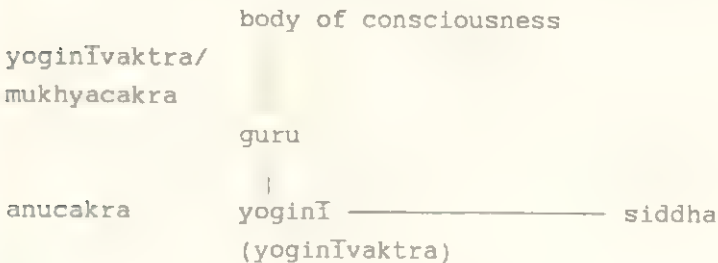 body of consciousness
yoginīvaktra/
mukhyacakra
guru
anucakra yoginī siddha
(yoginīvaktra)